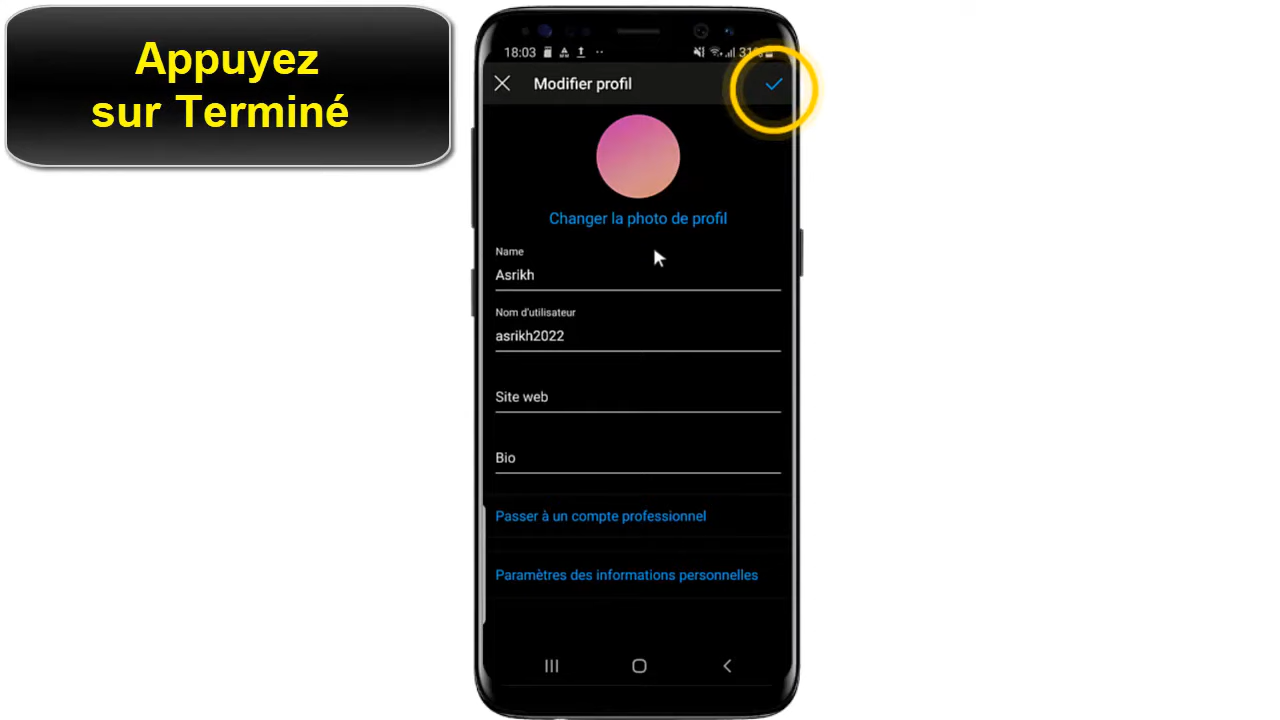 Appuyez
sur Terminé
18:03
Modifier profil
Changer la photo de profil
Name
Asrikh
Nom d'utilisateur
asrikh2022
Site web
Bio
Passer à un compte professionnel
Paramètres des informations personnelles